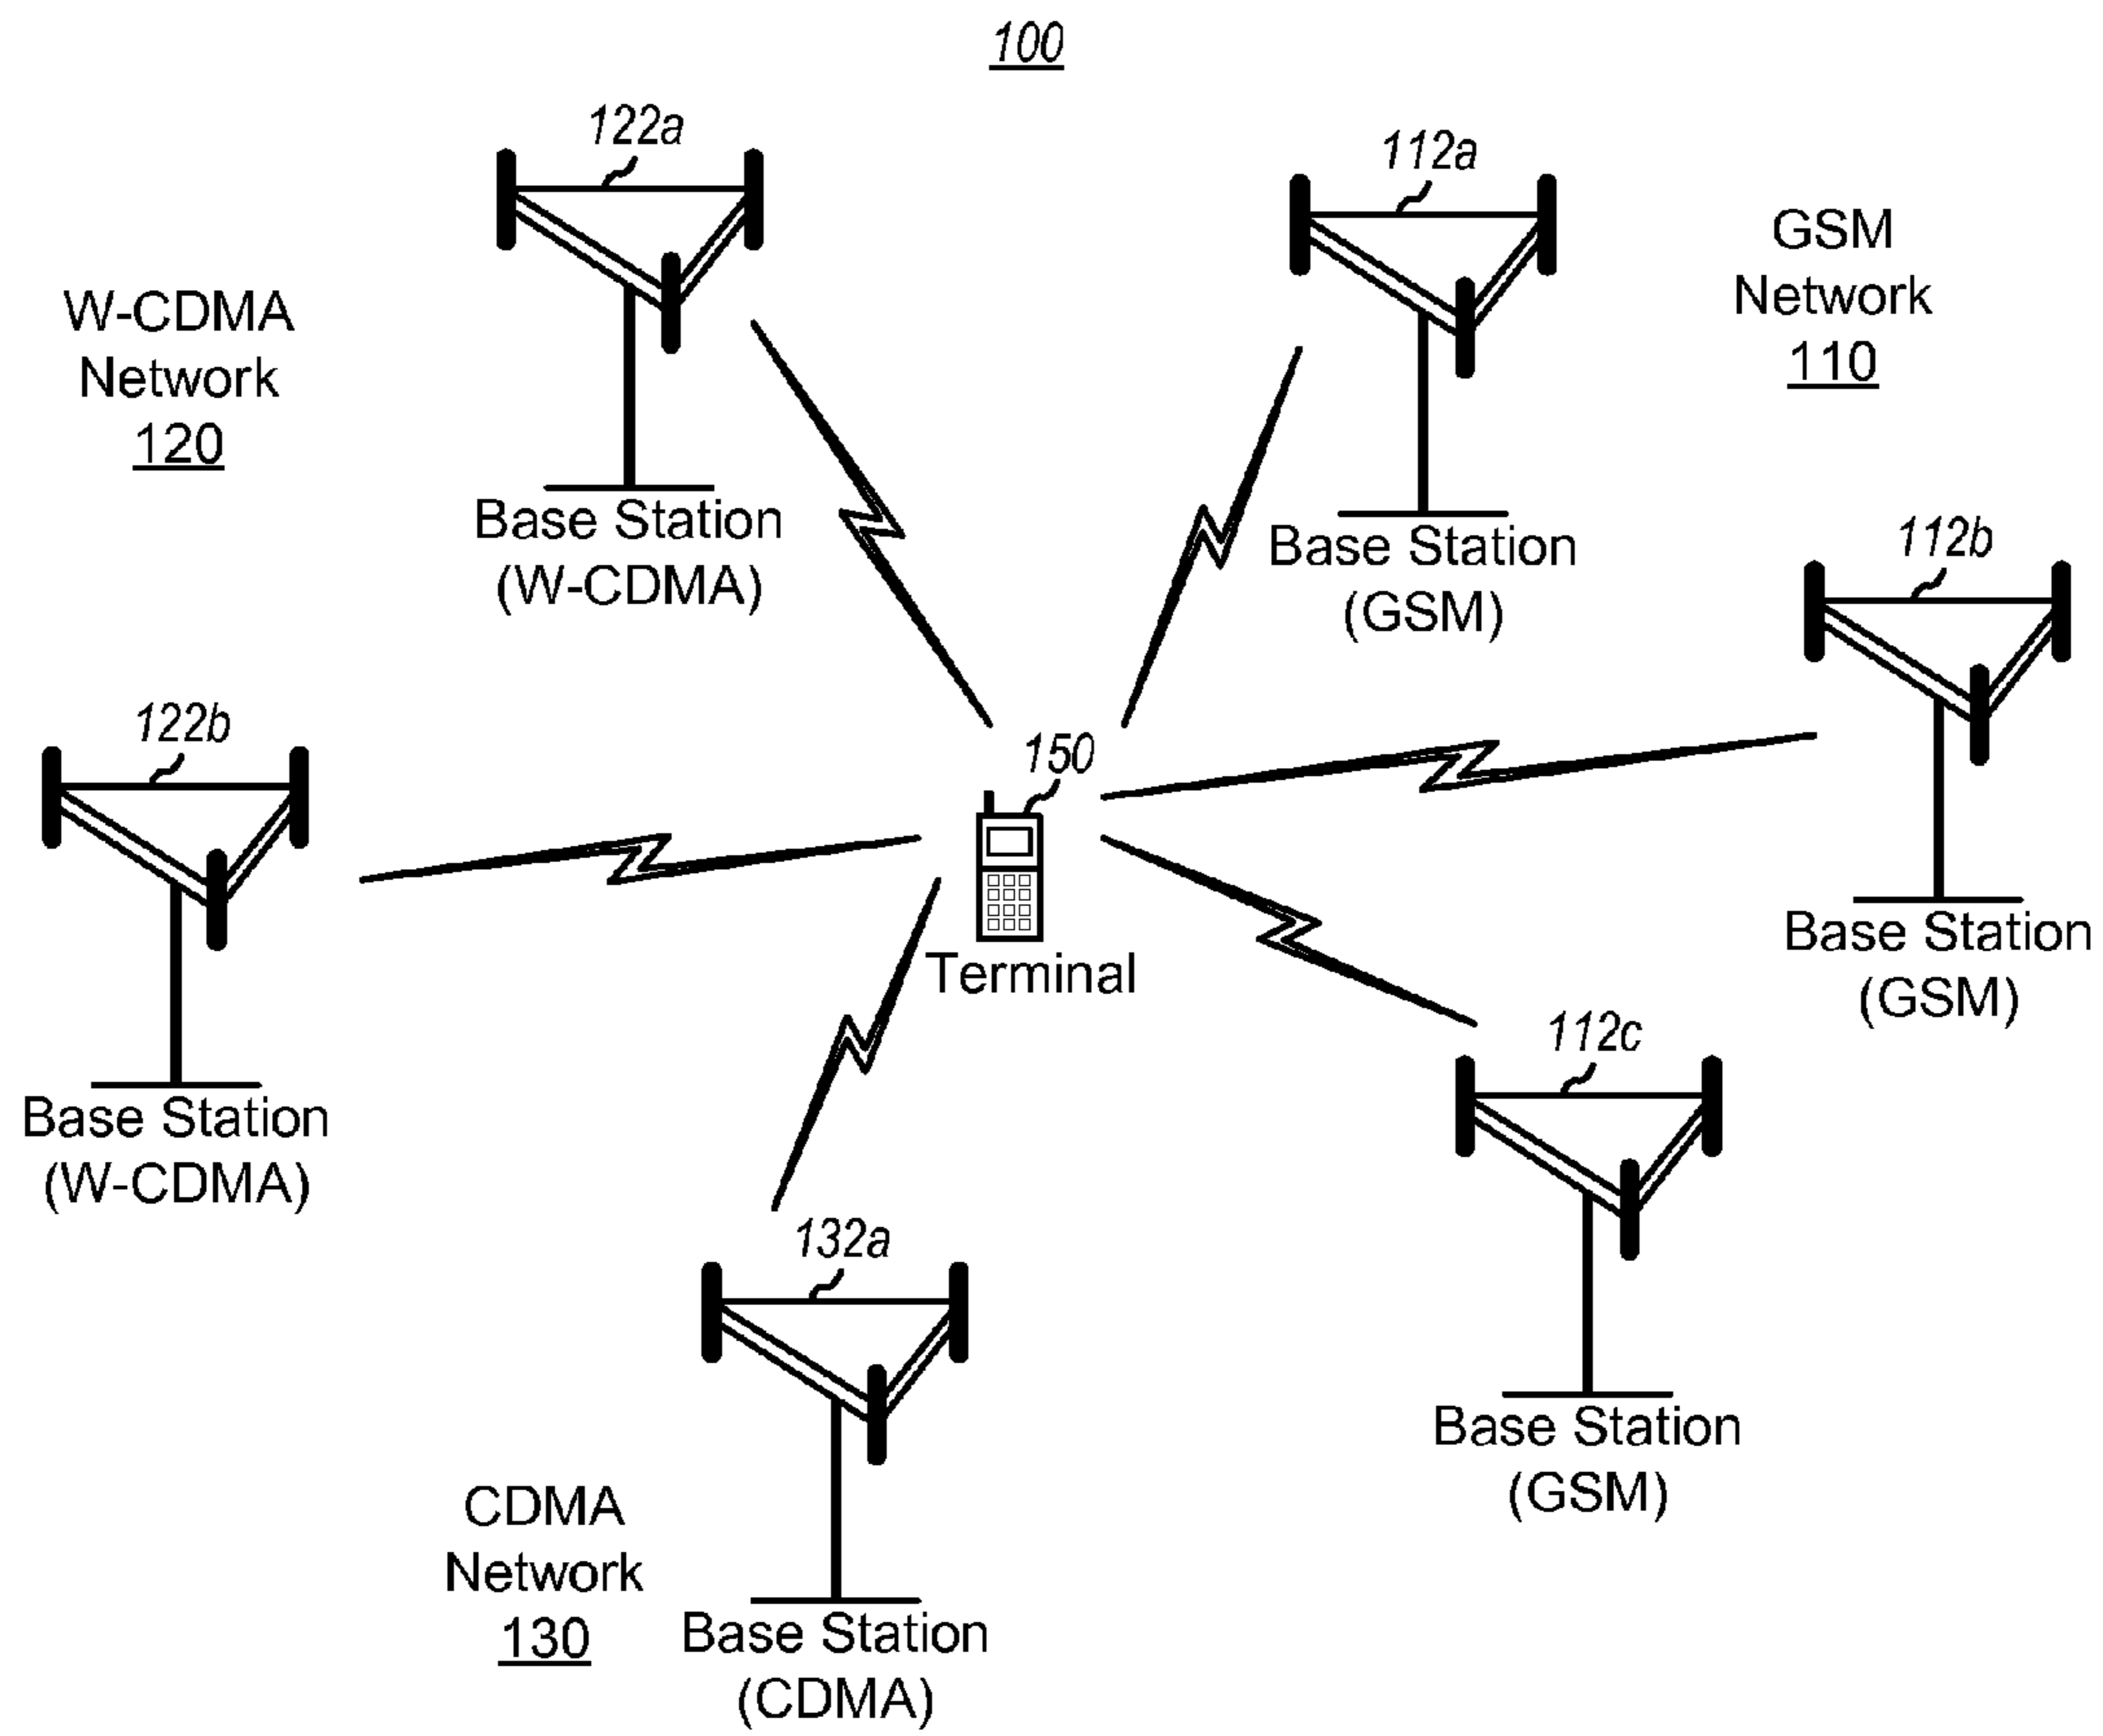 100
122a
112a
GSM
Network
110
W-CDMA
Network
120
Base Station
(W-CDMA)
Base Station
(GSM)
112b
122b
150
Base Station
(GSM)
Terminal
112c
Base Station
(W-CDMA)
132a
Base Station
(GSM)
CDMA
Network
130
Base Station
(CDMA)